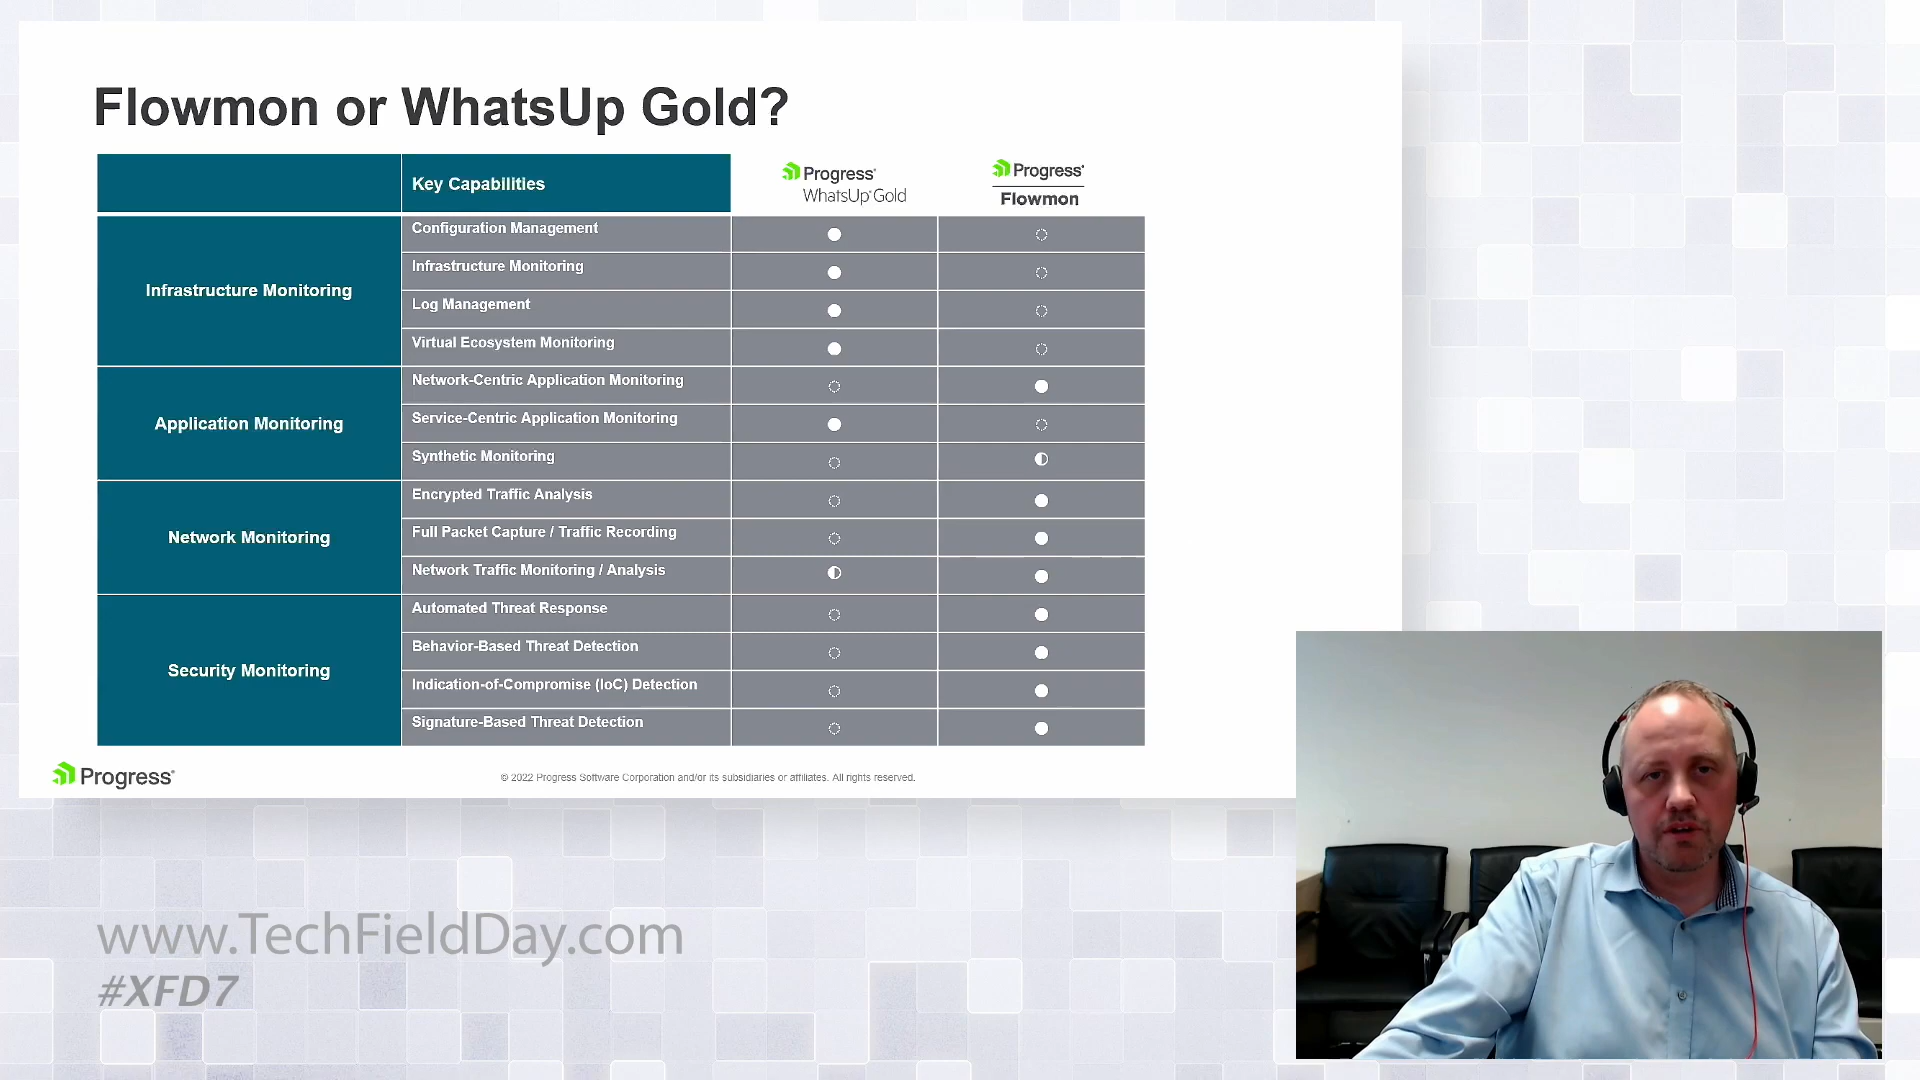 Flowmon or WhatsUp Gold?
Key Capabilities
Progress®
WhatsUp® Gold
Progress®
Flowmon
Infrastructure Monitoring
Configuration Management
Infrastructure Monitoring
Log Management
Virtual Ecosystem Monitoring
Application Monitoring
Network-Centric Application Monitoring
Service-Centric Application Monitoring
Synthetic Monitoring
Network Monitoring
Encrypted Traffic Analysis
Full Packet Capture / Traffic Recording
Network Traffic Monitoring / Analysis
Security Monitoring
Automated Threat Response
Behavior-Based Threat Detection
Indication-of-Compromise (IoC) Detection
Signature-Based Threat Detection
Progress®
© 2022 Progress Software Corporation and/or its subsidiaries or affiliates. All rights reserved.
www.TechFieldDay.com
#XFD7